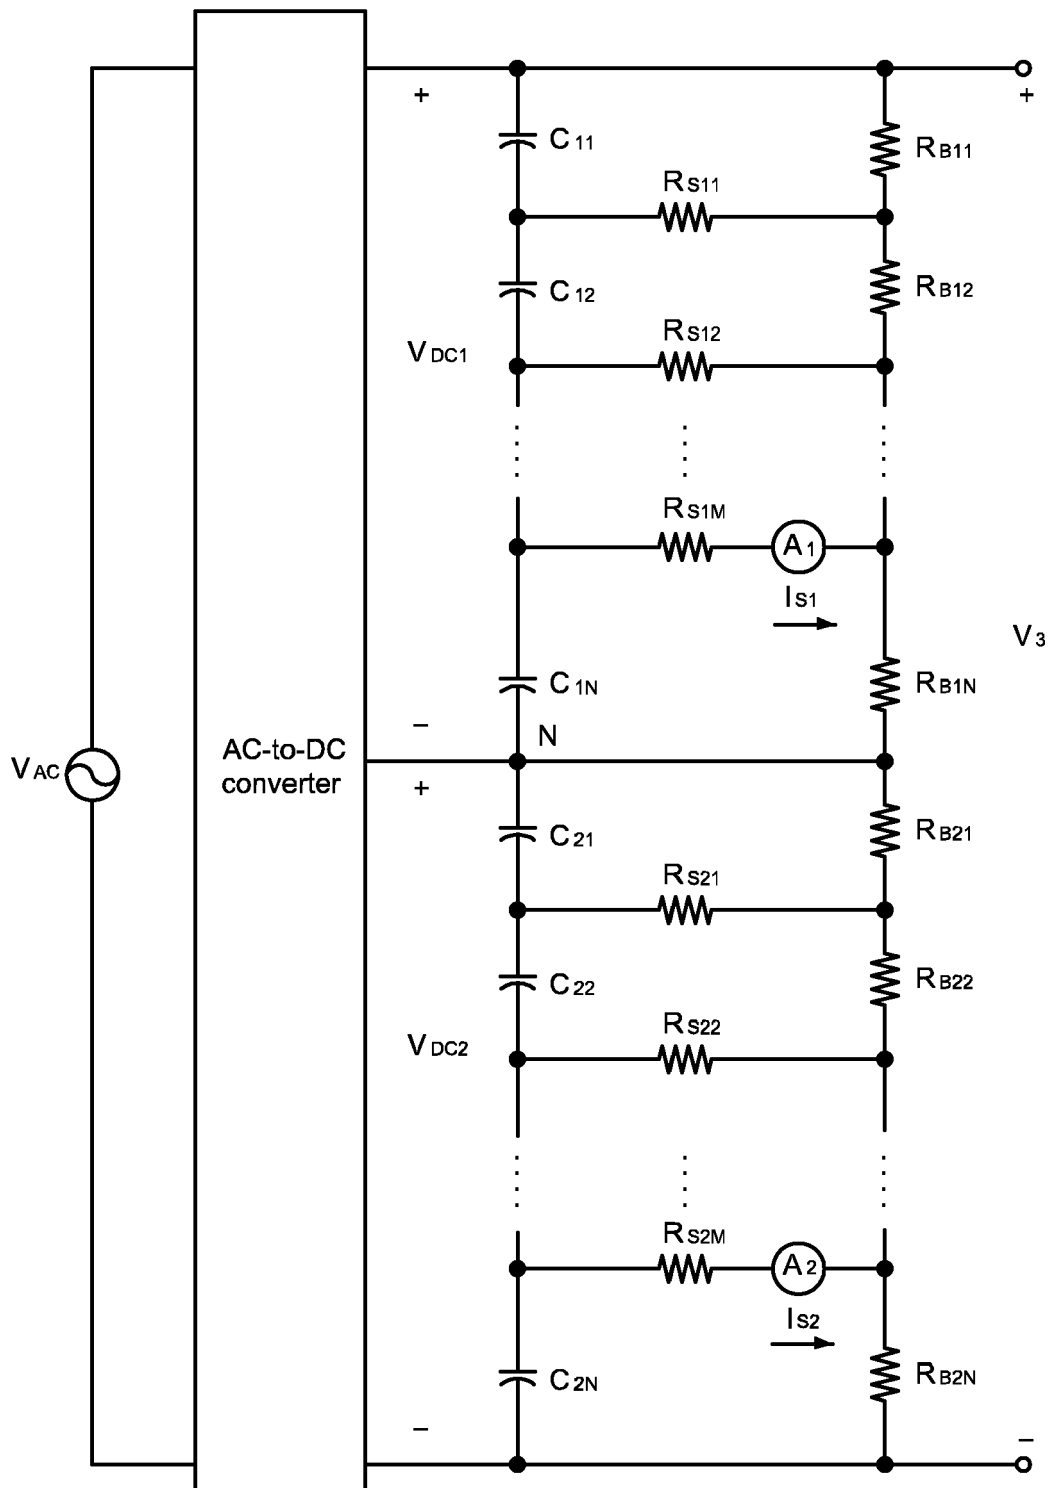 +
+
C11
RB11
RS11
C12
RB12
RS12
VDC1
RS1M
A1
IS1
V3
C1N
RB1N
–
N
AC-to-DC
converter
VAC
+
C21
RB21
RS21
C22
RB22
RS22
VDC2
RS2M
A2
IS2
C2N
RB2N
–
–